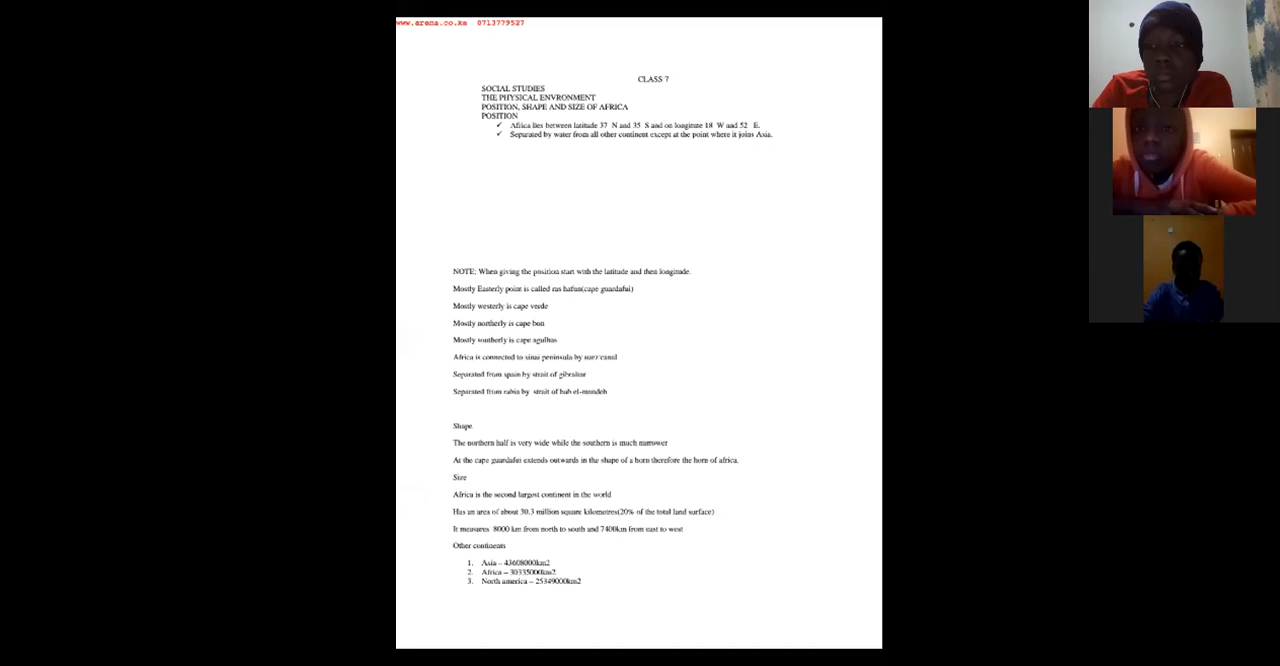 www.arena.co.ke 0713779527
CLASS 7
SOCIAL STUDIES
THE PHYSICAL ENVRONMENT
POSITION, SHAPE AND SIZE OF AFRICA
POSITION
✓ Africa lies between latitude 37 N and 35 S and on longitute 18 W and 52 E.
✓ Separated by water from all other continent except at the point where it joins Asia.
NOTE; When giving the position start with the latitude and then longitude.
Mostly Easterly point is called ras hafun(cape guardafui)
Mostly westerly is cape verde
Mostly northerly is cape bon
Mostly southerly is cape agulhas
Africa is connected to sinai peninsula by suez canal
Separated from spain by strait of gibraltar
Separated from rabia by strait of bab el-mandeb
Shape
The northern half is very wide while the southern is much narrower
At the cape guardafui extends outwards in the shape of a horn therefore the horn of africa.
Size
Africa is the second largest continent in the world
Has an area of about 30.3 million square kilometres(20% of the total land surface)
It measures 8000 km from north to south and 7400km from east to west
Other continents
1. Asia – 43608000km2
2. Africa – 30335000km2
3. North america – 25349000km2